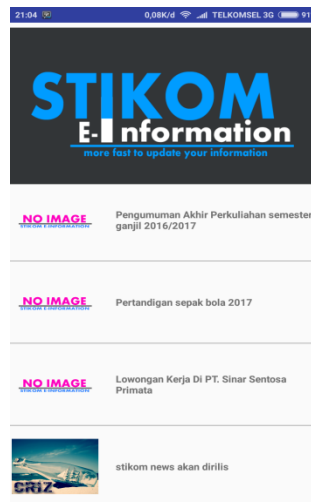 21:04 0,08K/d TELKOMSEL 3G 91
STIKOM
E-Information
more fast to update your information
NO IMAGE
STIKOM E-INFORMATION
Pengumuman Akhir Perkuliahan semester
ganjil 2016/2017
NO IMAGE
STIKOM E-INFORMATION
Pertandigan sepak bola 2017
NO IMAGE
STIKOM E-INFORMATION
Lowongan Kerja Di PT. Sinar Sentosa
Primata
CRIZ
stikom news akan dirilis